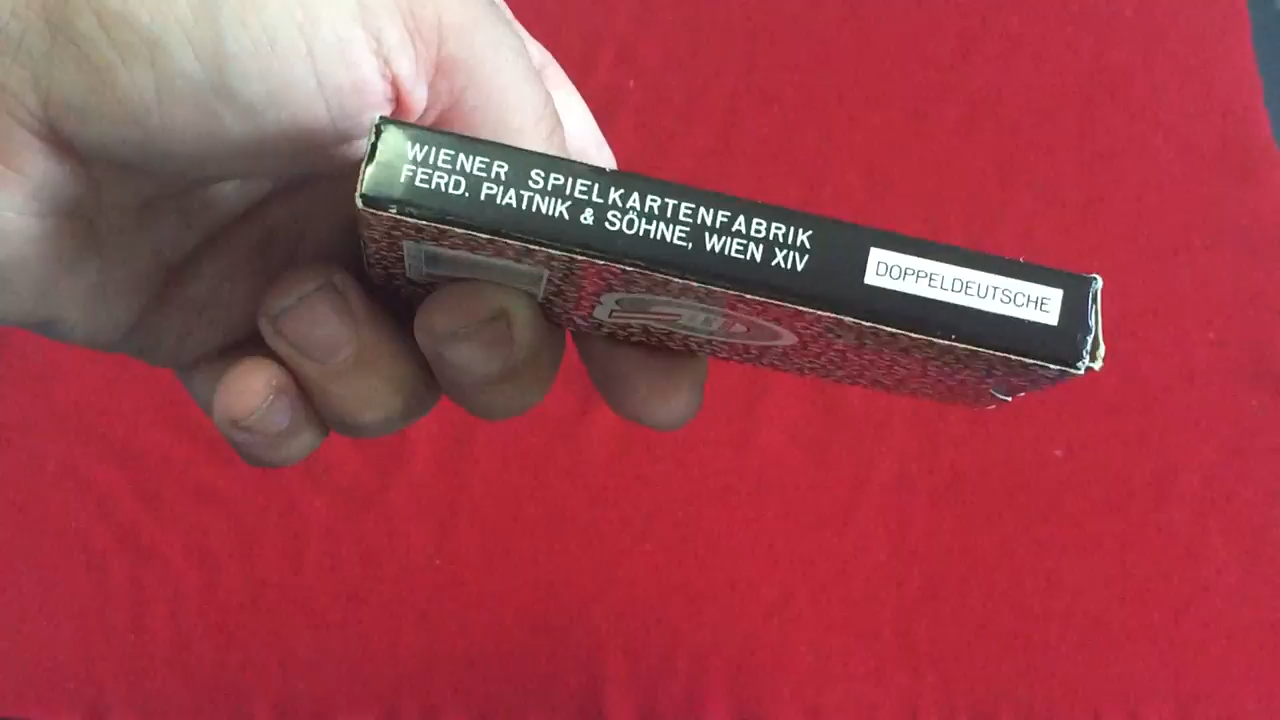 WIENER SPIELKARTENFABRIK
FERD. PIATNIK & SÖHNE, WIEN XIV
DOPPELDEUTSCHE